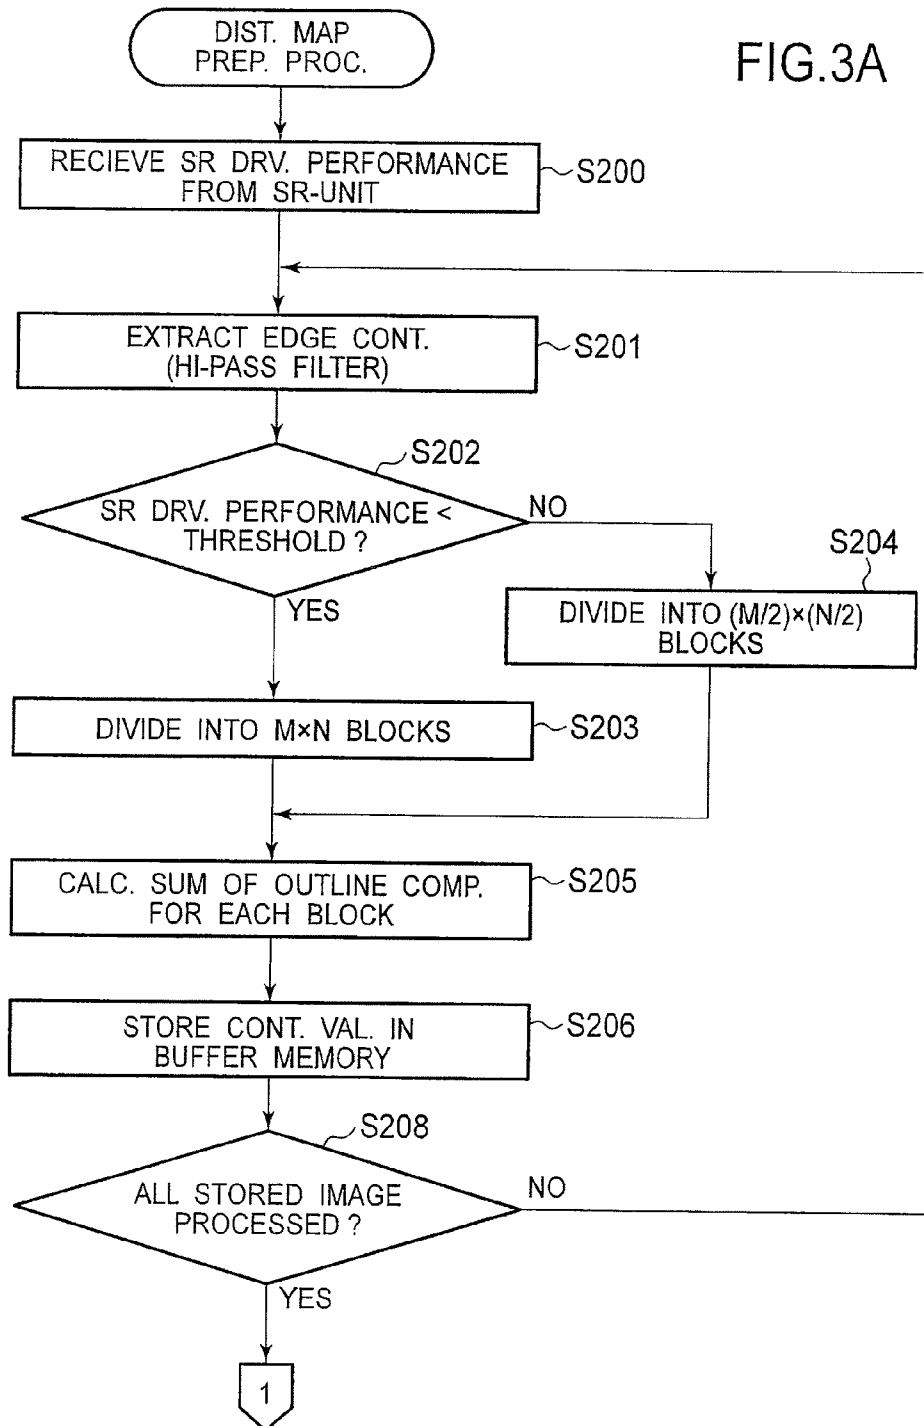 DIST. MAP
PREP. PROC.
FIG.3A
RECIEVE SR DRV. PERFORMANCE
FROM SR-UNIT
S200
EXTRACT EDGE CONT.
(HI-PASS FILTER)
S201
S202
SR DRV. PERFORMANCE <
THRESHOLD ?
NO
YES
S204
DIVIDE INTO (M/2)×(N/2)
BLOCKS
DIVIDE INTO M×N BLOCKS
S203
CALC. SUM OF OUTLINE COMP.
FOR EACH BLOCK
S205
STORE CONT. VAL. IN
BUFFER MEMORY
S206
S208
ALL STORED IMAGE
PROCESSED ?
NO
YES
1